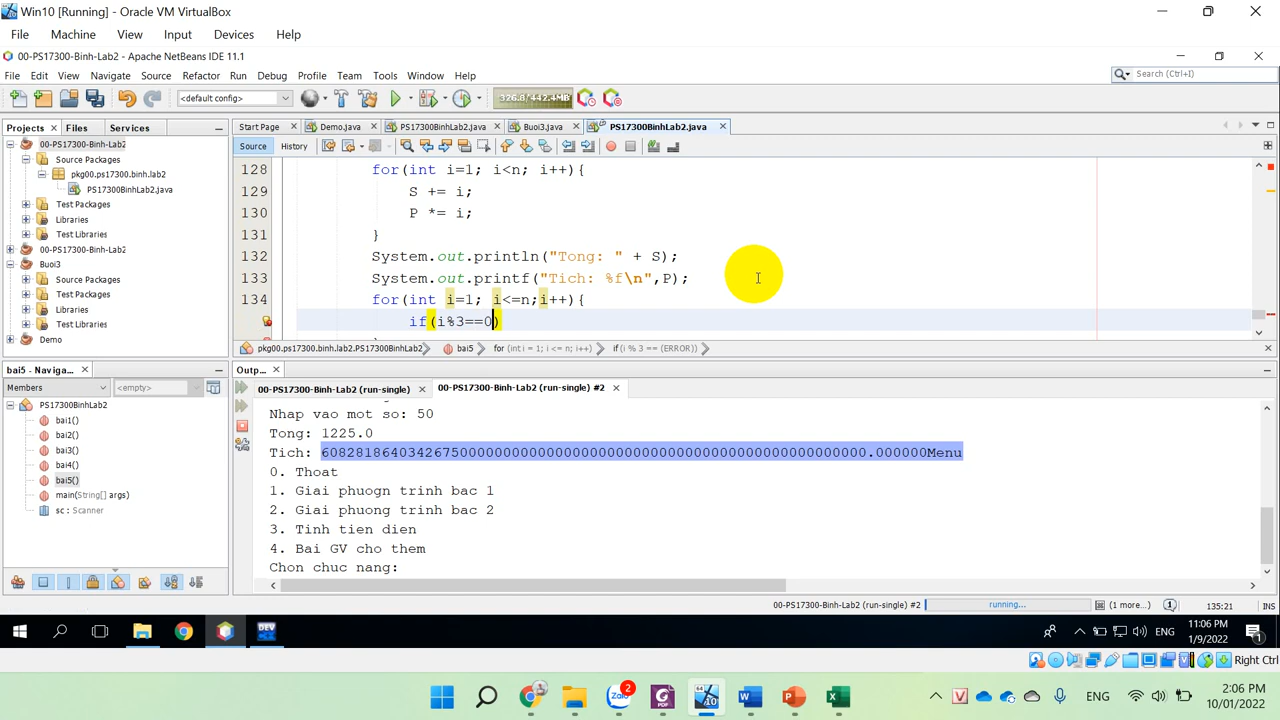 Win10 [Running] - Oracle VM VirtualBox
File Machine View Input Devices Help
00-PS17300-Binh-Lab2 - Apache NetBeans IDE 11.1
File Edit View Navigate Source Refactor Run Debug Profile Team Tools Window Help
Search (Ctrl+I)
<default config>
326.8/442.4MB
Projects Files Services
Start Page Demo.java PS17300BinhLab2.java Buoi3.java PS17300BinhLab2.java
00-PS17300-Binh-Lab2
Source Packages
pkg00.ps17300.binh.lab2
PS17300BinhLab2.java
Test Packages
Libraries
Test Libraries
00-PS17300-Binh-Lab2
Buoi3
Source Packages
Test Packages
Libraries
Test Libraries
Demo
Source History
128 for(int i=1; i<n; i++){
129 S += i;
130 P *= i;
131 }
132 System.out.println("Tong: " + S);
133 System.out.printf("Tich: %f\n",P);
134 for(int i=1; i<=n;i++){
if(i%3==0)
pkg00.ps17300.binh.lab2.PS17300BinhLab2 bai5 for (int i = 1; i <= n; i++) if (i % 3 == (ERROR))
bai5 - Naviga...
Members <empty>
PS17300BinhLab2
bai1()
bai2()
bai3()
bai4()
bai5()
main(String[] args)
sc : Scanner
Outp...
00-PS17300-Binh-Lab2 (run-single) 00-PS17300-Binh-Lab2 (run-single) #2
Nhap vao mot so: 50
Tong: 1225.0
0. Thoat
1. Giai phuogn trinh bac 1
2. Giai phuong trinh bac 2
3. Tinh tien dien
4. Bai GV cho them
Chon chuc nang:
00-PS17300-Binh-Lab2 (run-single) #2 running... (1 more...) 1 135:21 INS
DEV
ENG
11:06 PM
1/9/2022
1
Right Ctrl
2
10
ENG
2:06 PM
10/01/2022